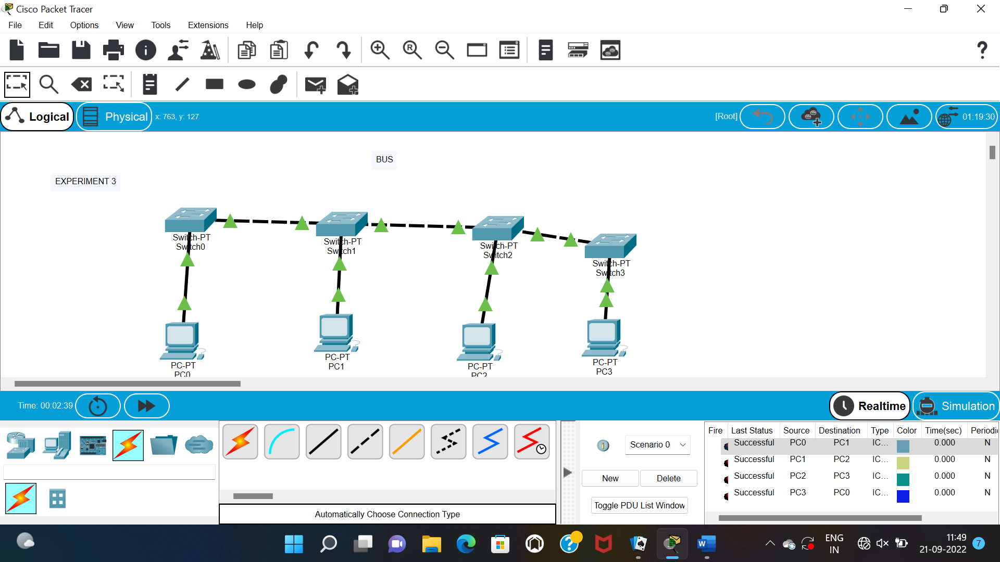 Cisco Packet Tracer
File Edit Options View Tools Extensions Help
Logical Physical x: 763, y: 127 [Root] 01:19:30
BUS
EXPERIMENT 3
Switch-PT
Switch0
Switch-PT
Switch1
Switch-PT
Switch2
Switch-PT
Switch3
PC-PT
PC0
PC-PT
PC1
PC-PT
PC2
PC-PT
PC3
Time: 00:02:39 Realtime Simulation
Scenario 0
New Delete
Toggle PDU List Window
Automatically Choose Connection Type
Fire Last Status Source Destination Type Color Time(sec) Periodi
Successful PC0 PC1 IC... 0.000 N
Successful PC1 PC2 IC... 0.000 N
Successful PC2 PC3 IC... 0.000 N
Successful PC3 PC0 IC... 0.000 N
ENG
IN
11:49
21-09-2022
7